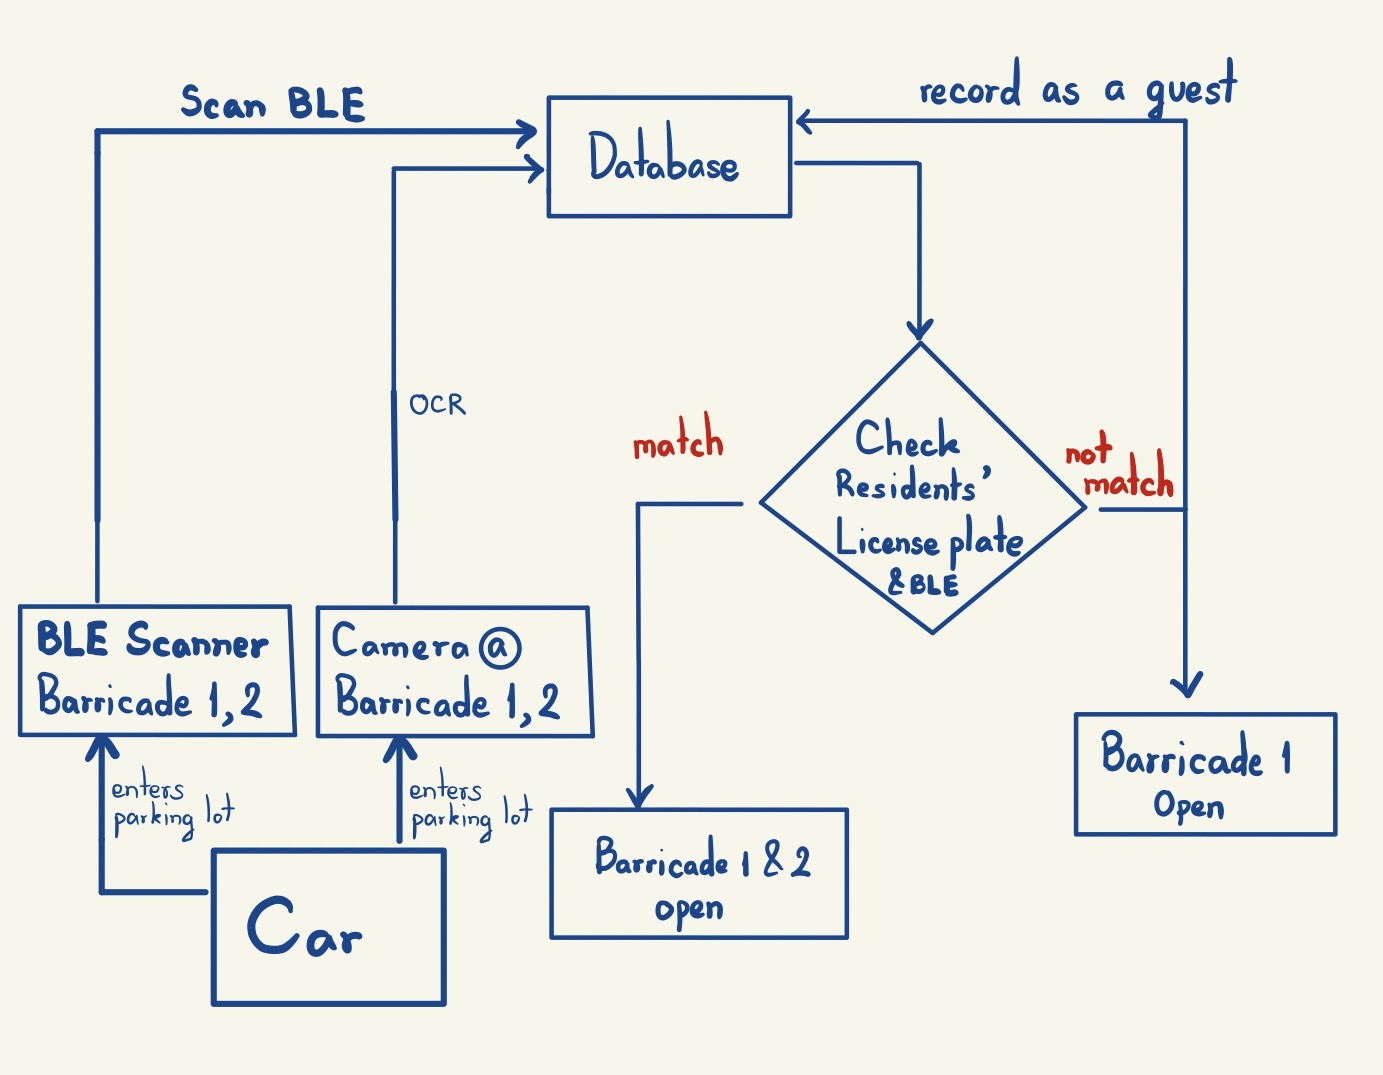 Scan BLE
record as a guest
Database
OCR
match
not
match
Check
Residents'
License plate
& BLE
BLE Scanner
Barricade 1,2
Camera @
Barricade 1,2
enters
parking lot
enters
parking lot
Car
Barricade 1 & 2
open
Barricade 1
Open